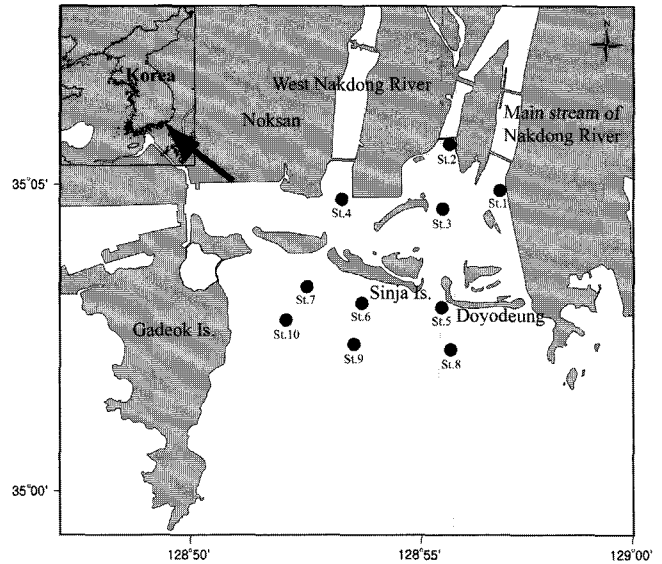 N
Korea
West Nakdong River
Noksan
Main stream of
Nakdong River
St.2
35°05'
St.1
St.4
St.3
St.7
Sinja Is.
St.6
St.5
Doyodeung
Gadeok Is.
St.10
St.9
St.8
35°00'
128°50'
128°55'
129°00'